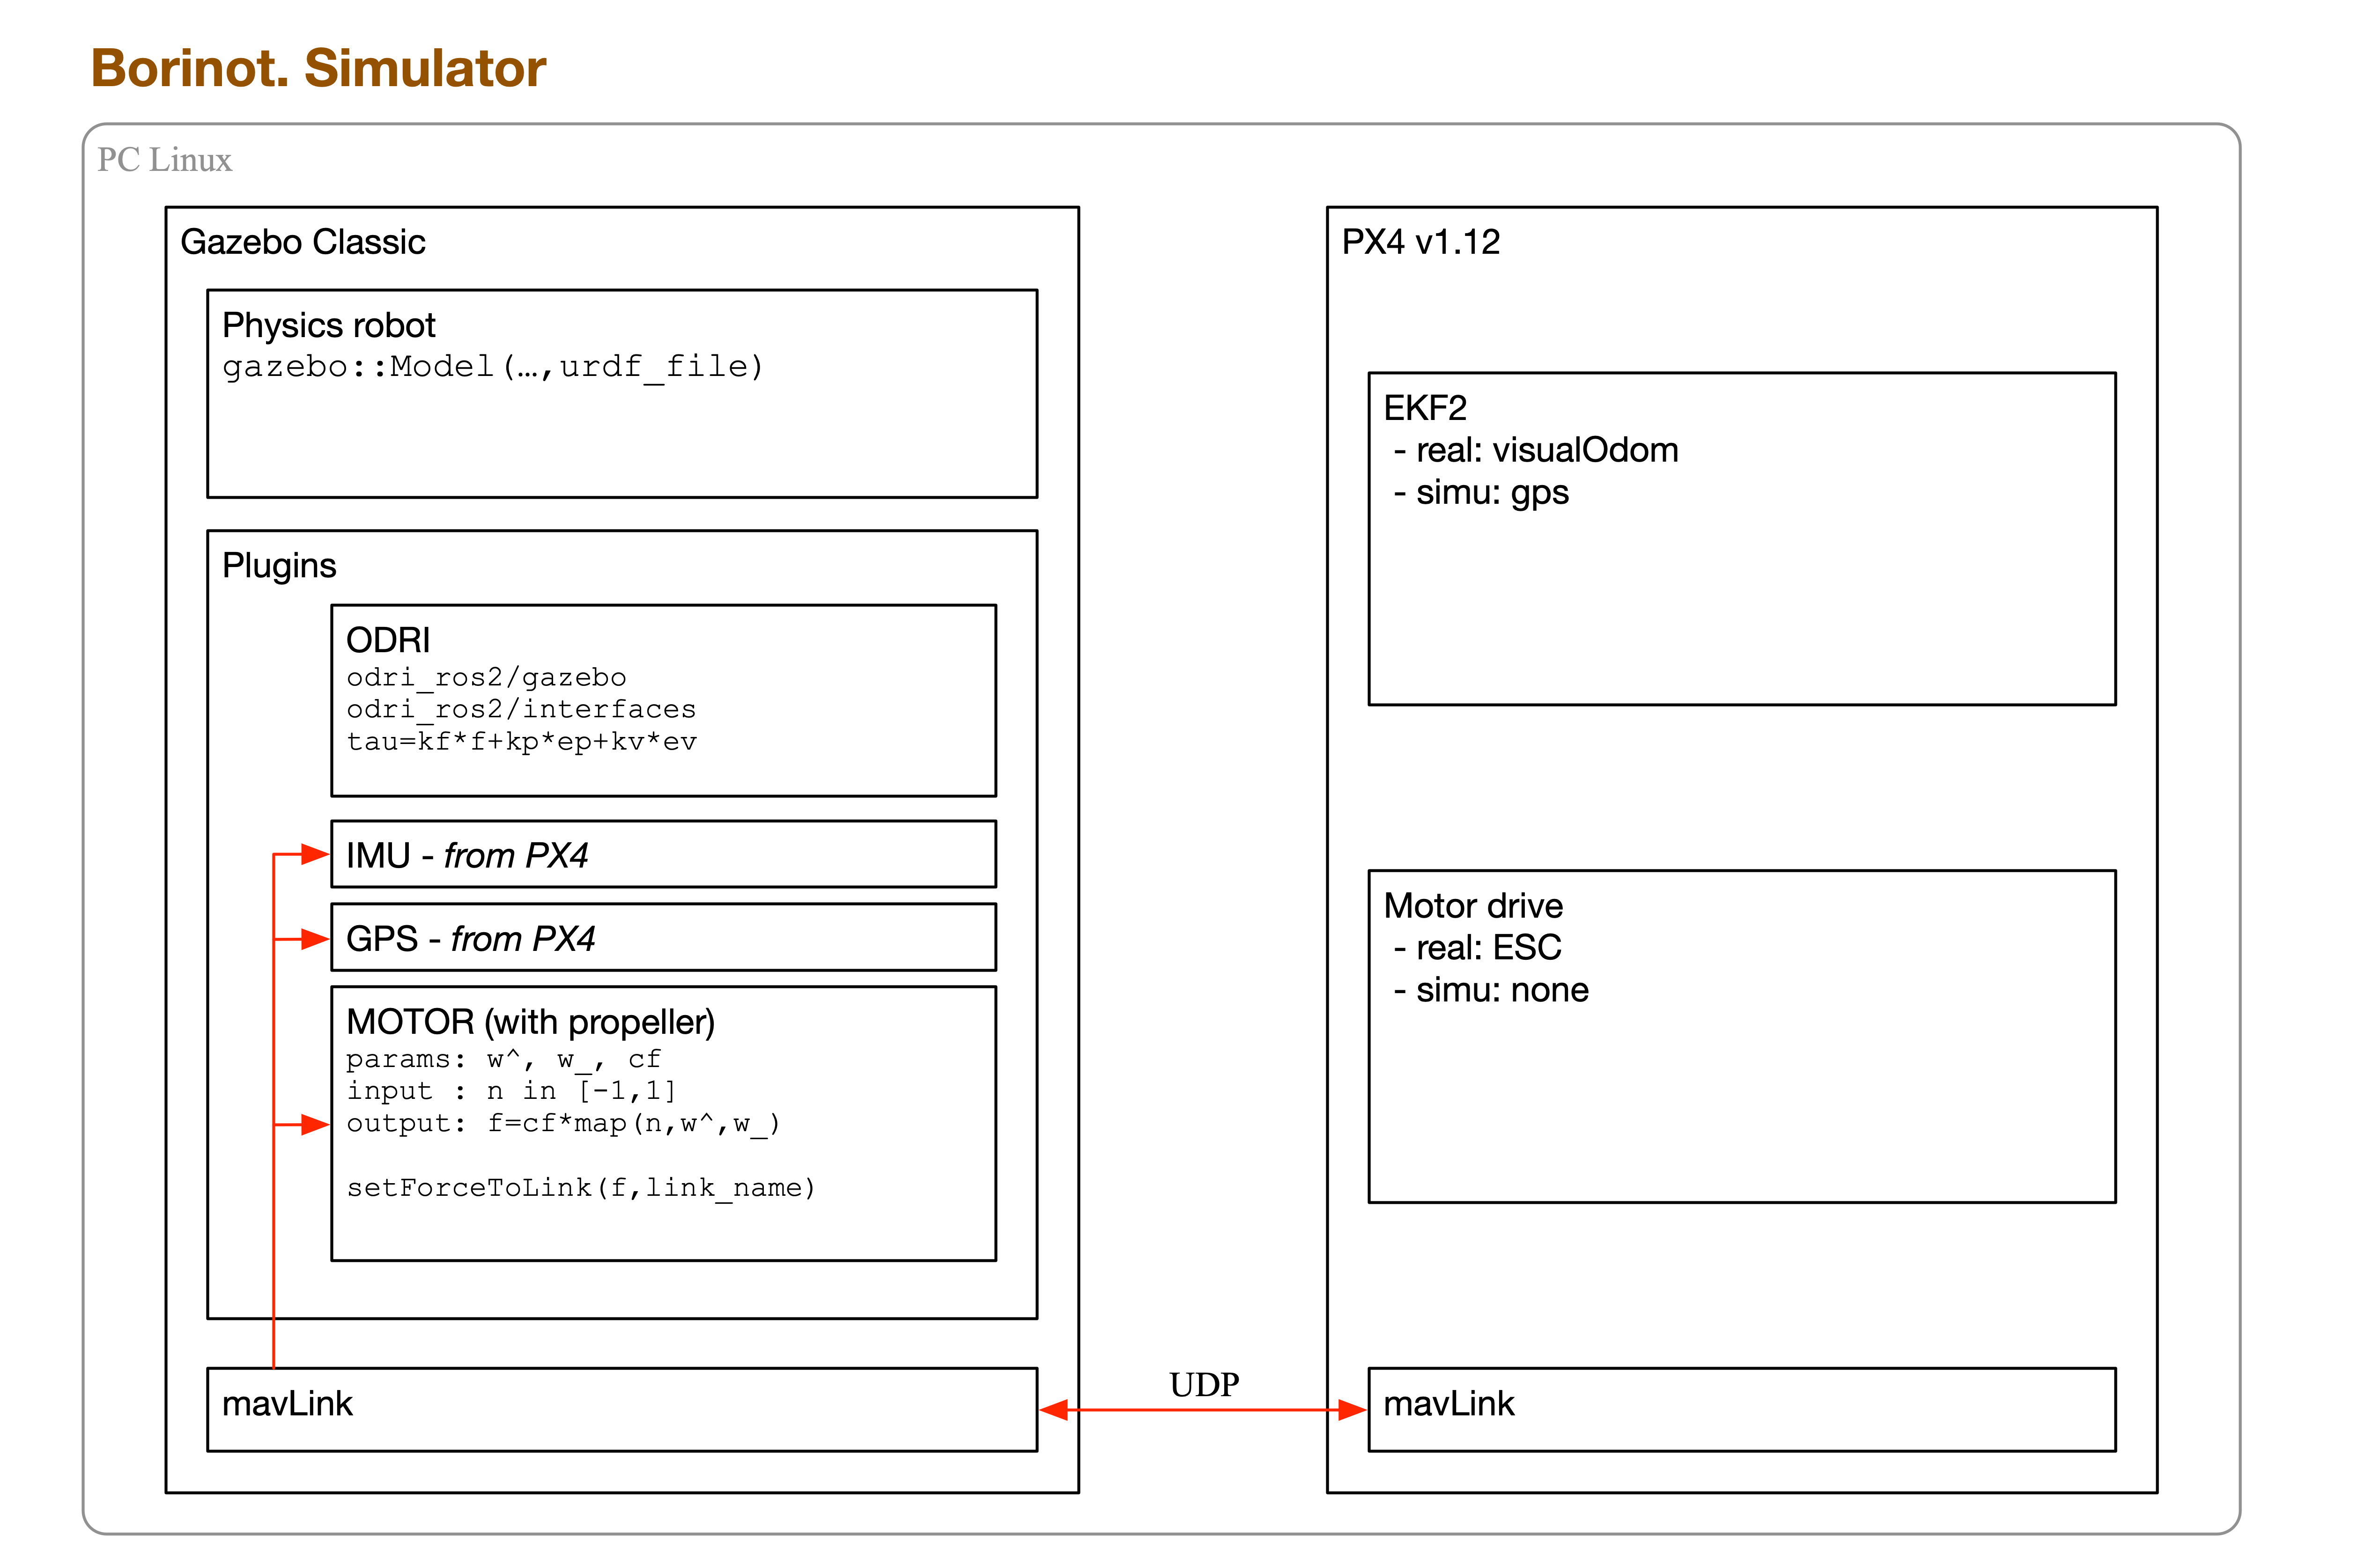 Borinot. Simulator
PC Linux
Gazebo Classic
Physics robot
gazebo::Model(…,urdf_file)
Plugins
ODRI
odri_ros2/gazebo
odri_ros2/interfaces
tau=kf*f+kp*ep+kv*ev
IMU - from PX4
GPS - from PX4
MOTOR (with propeller)
params: w^, w_, cf
input : n in [-1,1]
output: f=cf*map(n,w^,w_)
setForceToLink(f,link_name)
mavLink
UDP
PX4 v1.12
EKF2
- real: visualOdom
- simu: gps
Motor drive
- real: ESC
- simu: none
mavLink